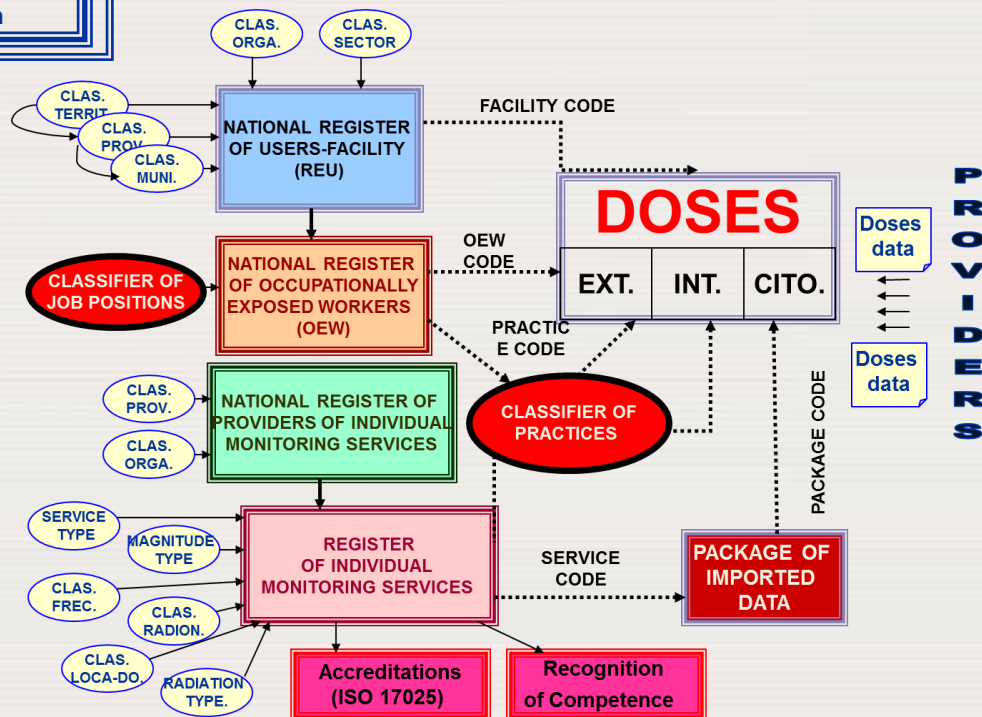 CLAS.
ORGA.
CLAS.
SECTOR
CLAS.
TERRIT.
CLAS.
PROV.
CLAS.
MUNI.
NATIONAL REGISTER
OF USERS-FACILITY
(REU)
FACILITY CODE
DOSES
EXT.
INT.
CITO.
Doses
data
Doses
data
PROVIDERS
CLASSIFIER OF
JOB POSITIONS
NATIONAL REGISTER
OF OCCUPATIONALLY
EXPOSED WORKERS
(OEW)
OEW
CODE
PRACTIC
E CODE
CLAS.
PROV.
CLAS.
ORGA.
NATIONAL REGISTER OF
PROVIDERS OF INDIVIDUAL
MONITORING SERVICES
CLASSIFIER OF
PRACTICES
PACKAGE CODE
SERVICE
TYPE
MAGNITUDE
TYPE
CLAS.
FREC.
CLAS.
RADION.
CLAS.
LOCA-DO.
RADIATION
TYPE.
REGISTER
OF INDIVIDUAL
MONITORING SERVICES
SERVICE
CODE
PACKAGE OF
IMPORTED
DATA
Accreditations
(ISO 17025)
Recognition
of Competence